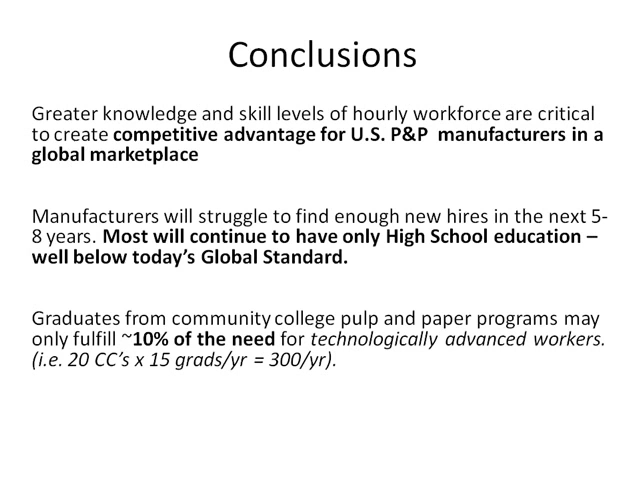 Conclusions
Greater knowledge and skill levels of hourly workforce are critical
to create competitive advantage for U.S. P&P manufacturers in a
global marketplace
Manufacturers will struggle to find enough new hires in the next 5-
8 years. Most will continue to have only High School education –
well below today’s Global Standard.
Graduates from community college pulp and paper programs may
only fulfill ~10% of the need for technologically advanced workers.
(i.e. 20 CC’s x 15 grads/yr = 300/yr).